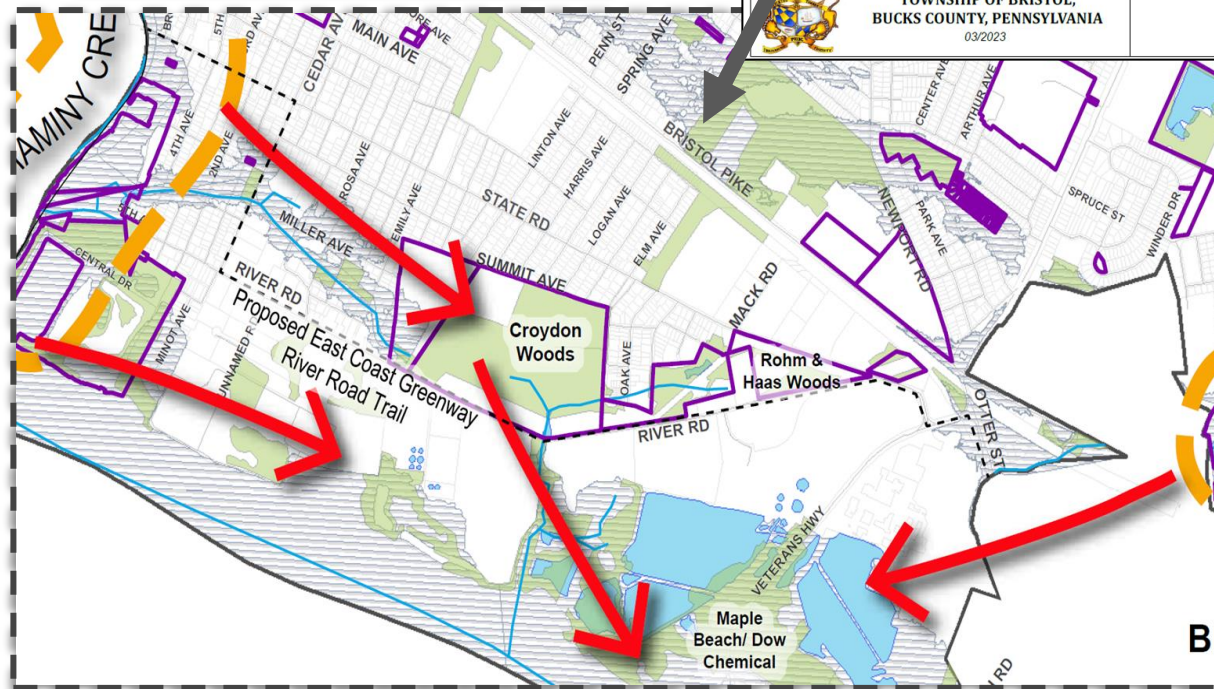 TOWNSHIP OF BRISTOL,
BUCKS COUNTY, PENNSYLVANIA
03/2023
AMINY CRE
5TH
CEDAR AV
MAIN AVE
ORE AVE
PENN ST
SPRING AVE
CENTER AVE
ARTHUR AVE
4TH AVE
2ND AVE
ROSA AVE
LINTON AVE
HARRIS AVE
BRISTOL PIKE
STATE RD
EMILY AVE
LOGAN AVE
ELM AVE
NEWPORT RD
PARK AVE
SPRUCE ST
WINDER DR
MILLER AVE
SUMMIT AVE
CENTRAL DR
RIVER RD
MACK RD
MINOT AVE
UNNAMED R
Proposed East Coast Greenway
River Road Trail
Croydon
Woods
OAK AVE
Rohm &
Haas Woods
RIVER RD
OTTER ST
VETERANS HWY
Maple
Beach/ Dow
Chemical
B
RD